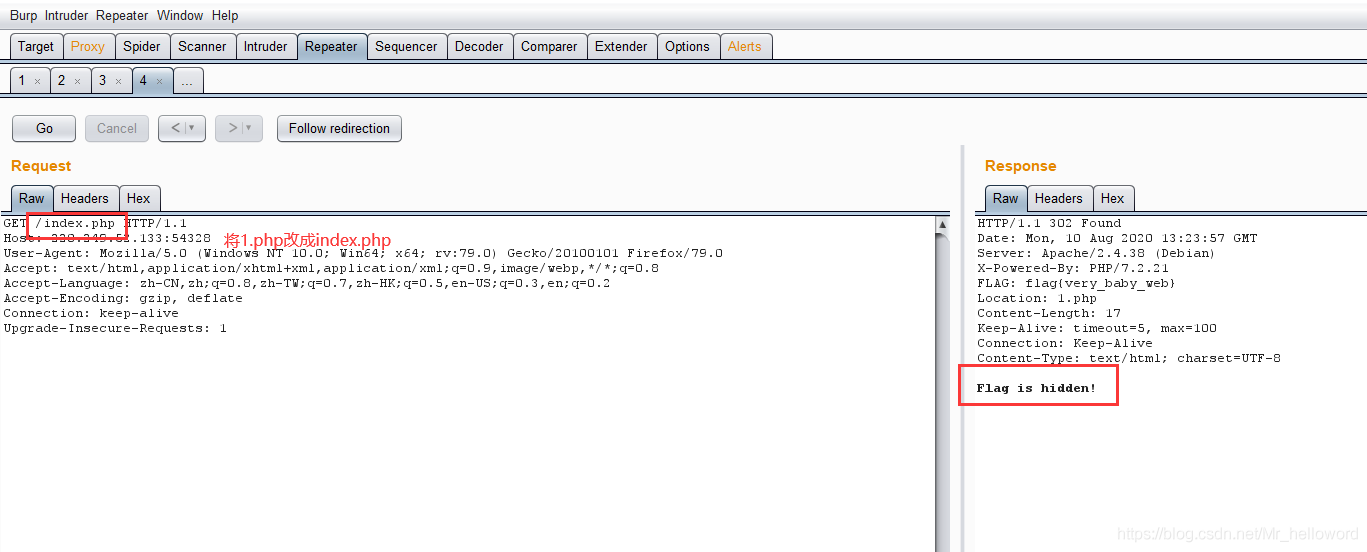 Burp Intruder Repeater Window Help
Target Proxy Spider Scanner Intruder Repeater Sequencer Decoder Comparer Extender Options Alerts
1 × 2 × 3 × 4 × ...
Go Cancel < > Follow redirection
Request
Raw Headers Hex
GET /index.php HTTP/1.1
Host: 220.249.52.133:54328
将1.php改成index.php
User-Agent: Mozilla/5.0 (Windows NT 10.0; Win64; x64; rv:79.0) Gecko/20100101 Firefox/79.0
Accept: text/html,application/xhtml+xml,application/xml;q=0.9,image/webp,*/*;q=0.8
Accept-Language: zh-CN,zh;q=0.8,zh-TW;q=0.7,zh-HK;q=0.5,en-US;q=0.3,en;q=0.2
Accept-Encoding: gzip, deflate
Connection: keep-alive
Upgrade-Insecure-Requests: 1
Response
Raw Headers Hex
HTTP/1.1 302 Found
Date: Mon, 10 Aug 2020 13:23:57 GMT
Server: Apache/2.4.38 (Debian)
X-Powered-By: PHP/7.2.21
FLAG: flag{very_baby_web}
Location: 1.php
Content-Length: 17
Keep-Alive: timeout=5, max=100
Connection: Keep-Alive
Content-Type: text/html; charset=UTF-8
Flag is hidden!
https://blog.csdn.net/Mr_helloword